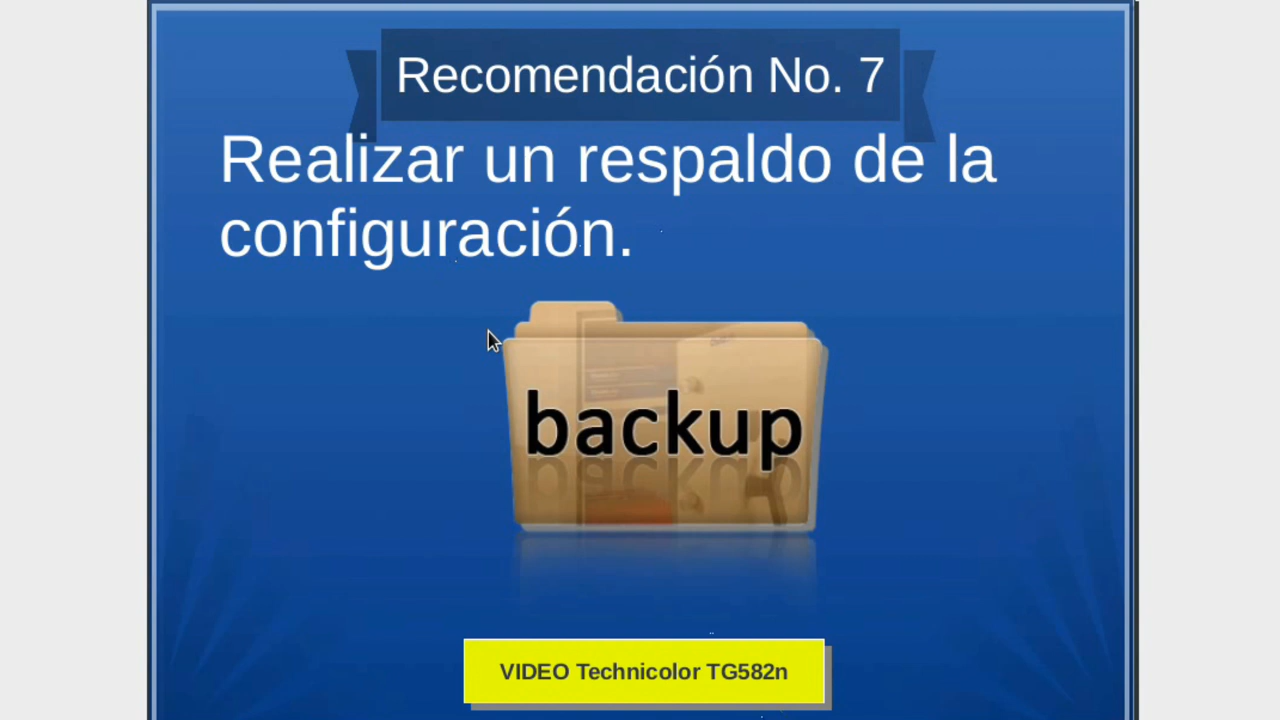 Recomendación No. 7
Realizar un respaldo de la
configuración.
backup
VIDEO Technicolor TG582n